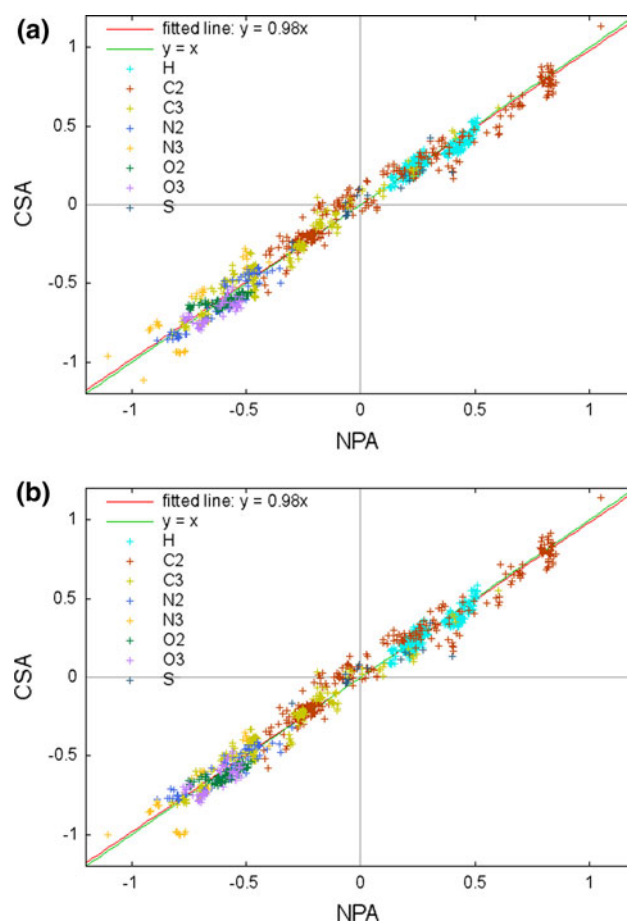 (a)
fitted line: y = 0.98x
y = x
H
C2
C3
N2
N3
O2
O3
S
1
0.5
0
-0.5
-1
CSA
-1 -0.5 0 0.5 1
NPA
(b)
fitted line: y = 0.98x
y = x
H
C2
C3
N2
N3
O2
O3
S
1
0.5
0
-0.5
-1
CSA
-1 -0.5 0 0.5 1
NPA